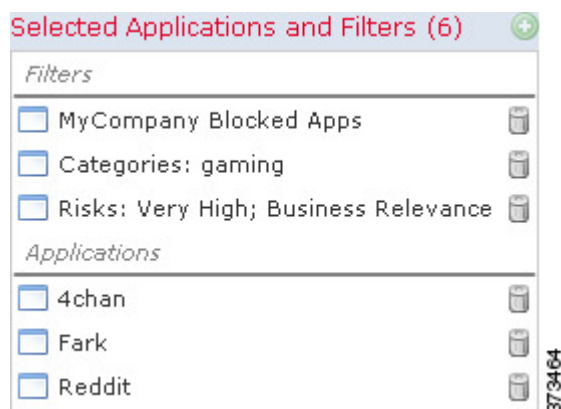 Selected Applications and Filters (6)
Filters
MyCompany Blocked Apps
Categories: gaming
Risks: Very High; Business Relevance
Applications
4chan
Fark
Reddit
373464